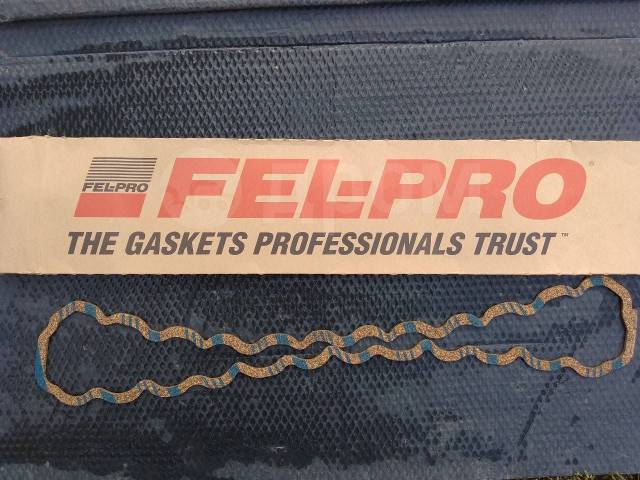 FEL-PRO
FEL-PRO®
THE GASKETS PROFESSIONALS TRUST™